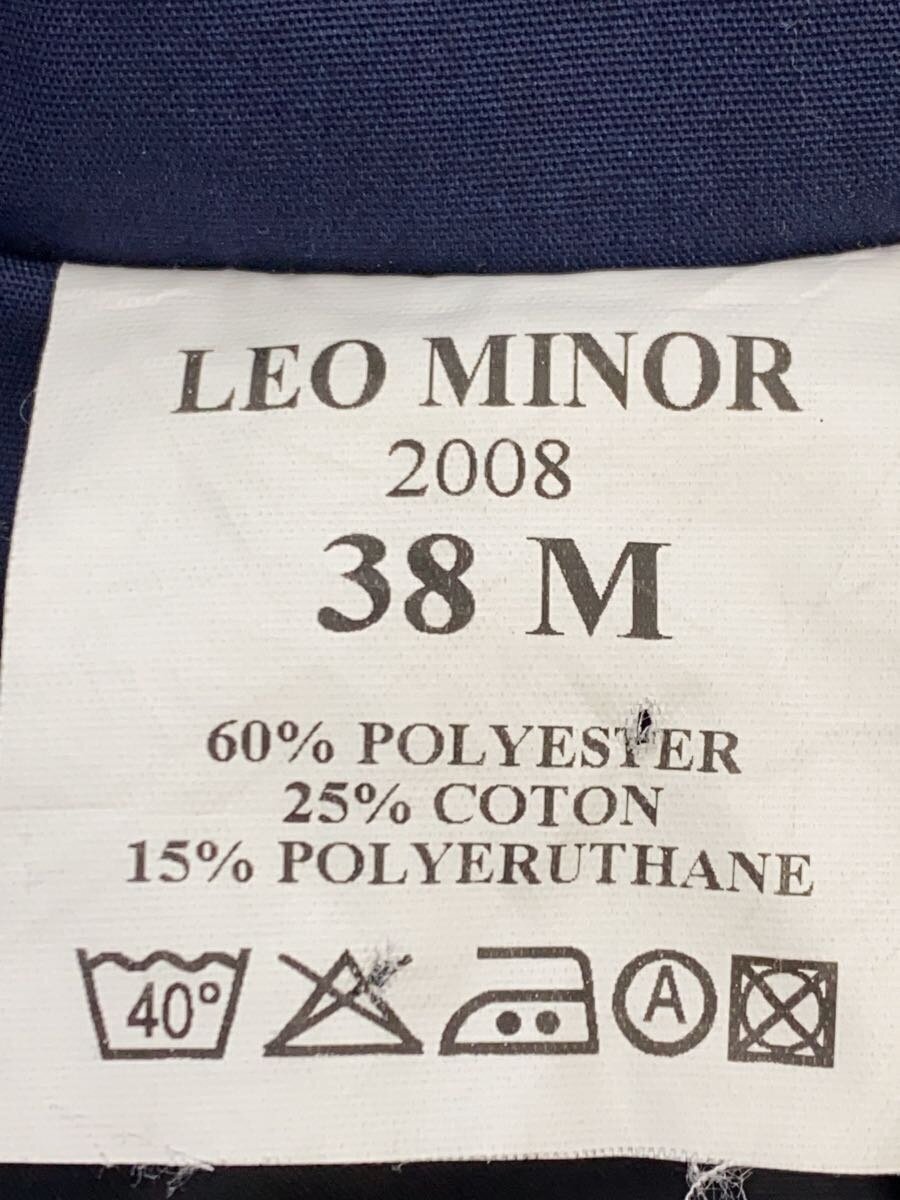 LEO MINOR
2008
38 M
60% POLYESTER
25% COTON
15% POLYERUTHANE
40°
A